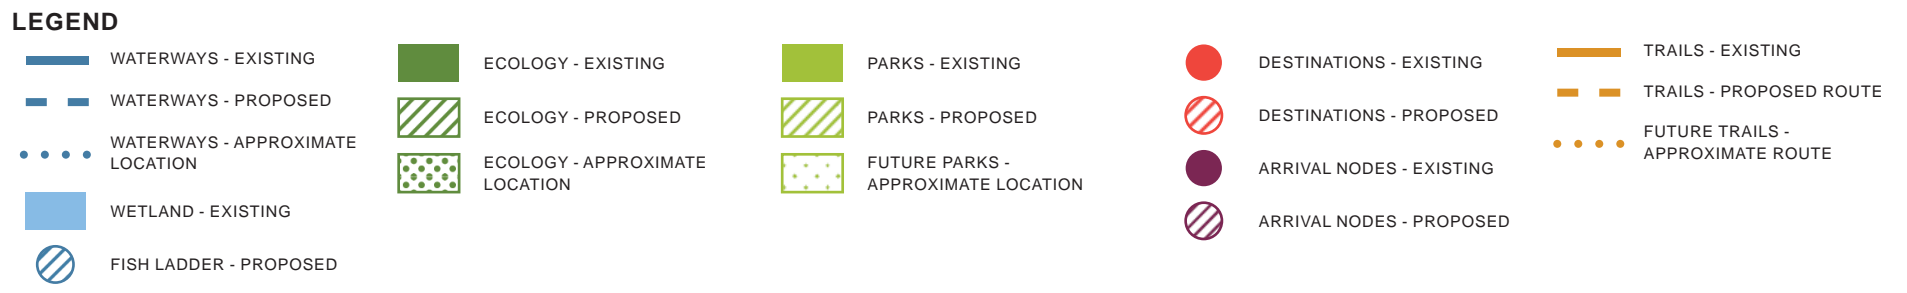 LEGEND
WATERWAYS - EXISTING
WATERWAYS - PROPOSED
WATERWAYS - APPROXIMATE
LOCATION
WETLAND - EXISTING
FISH LADDER - PROPOSED
ECOLOGY - EXISTING
ECOLOGY - PROPOSED
ECOLOGY - APPROXIMATE
LOCATION
PARKS - EXISTING
PARKS - PROPOSED
FUTURE PARKS -
APPROXIMATE LOCATION
DESTINATIONS - EXISTING
DESTINATIONS - PROPOSED
ARRIVAL NODES - EXISTING
ARRIVAL NODES - PROPOSED
TRAILS - EXISTING
TRAILS - PROPOSED ROUTE
FUTURE TRAILS -
APPROXIMATE ROUTE